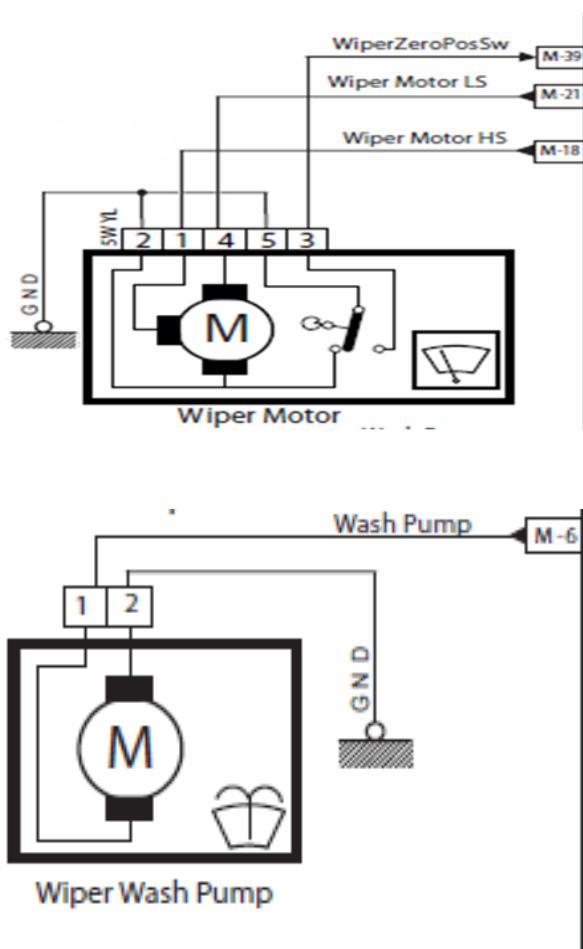 WiperZeroPosSw
M-39
Wiper Motor LS
M-21
Wiper Motor HS
M-18
SWYL
2 1 4 5 3
GND
M
Wiper Motor
Wash Pump
M-6
1 2
GND
M
Wiper Wash Pump